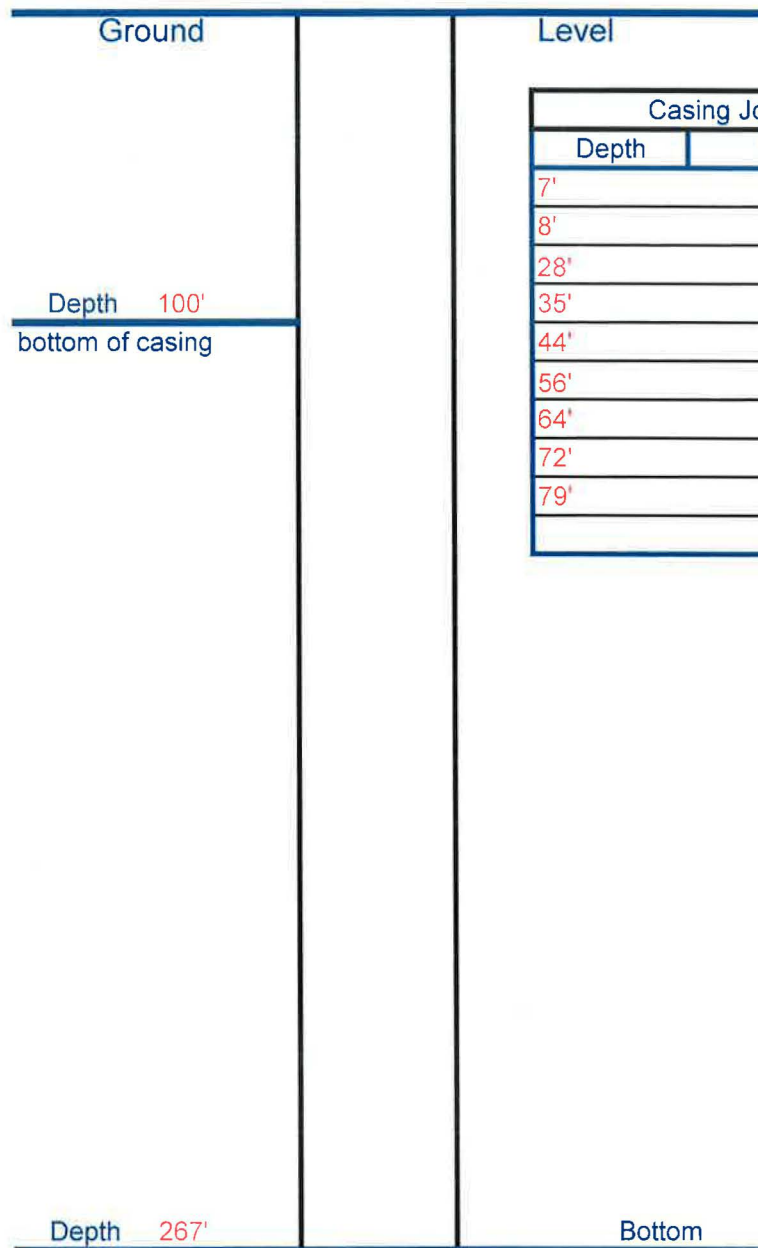 Ground Level
Casing Jo
Depth
7'
8'
28'
35'
44'
56'
64'
72'
79'
Depth 100'
bottom of casing
Depth 267' Bottom